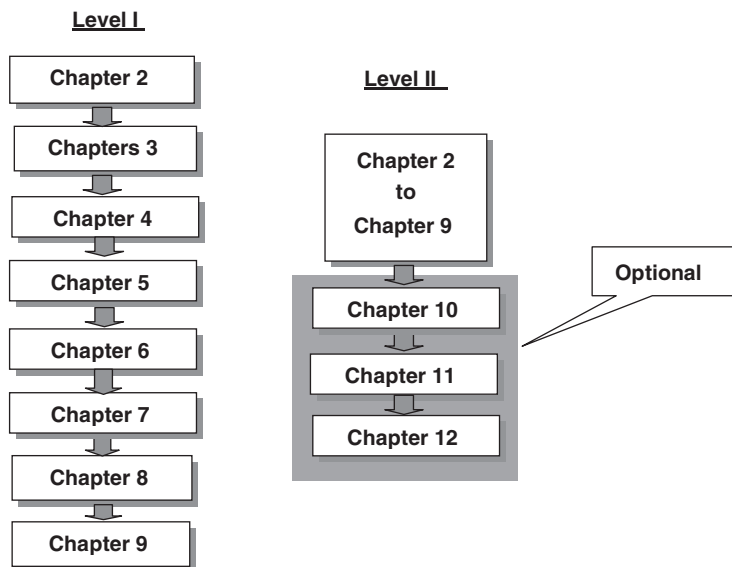 Level I
Chapter 2
Chapters 3
Chapter 4
Chapter 5
Chapter 6
Chapter 7
Chapter 8
Chapter 9
Level II
Chapter 2
to
Chapter 9
Chapter 10
Chapter 11
Chapter 12
Optional